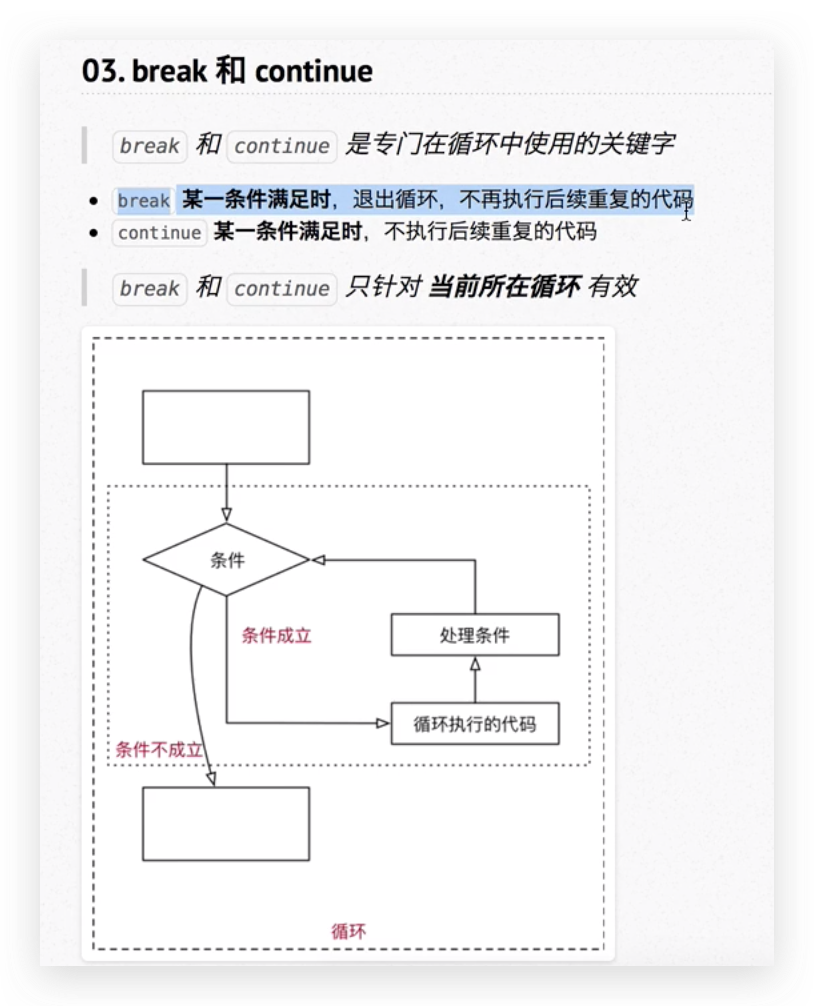 03. break 和 continue
break 和 continue 是专门在循环中使用的关键字
break 某一条件满足时，退出循环，不再执行后续重复的代码
continue 某一条件满足时，不执行后续重复的代码
break 和 continue 只针对 当前所在循环 有效
条件
条件成立
处理条件
循环执行的代码
条件不成立
循环